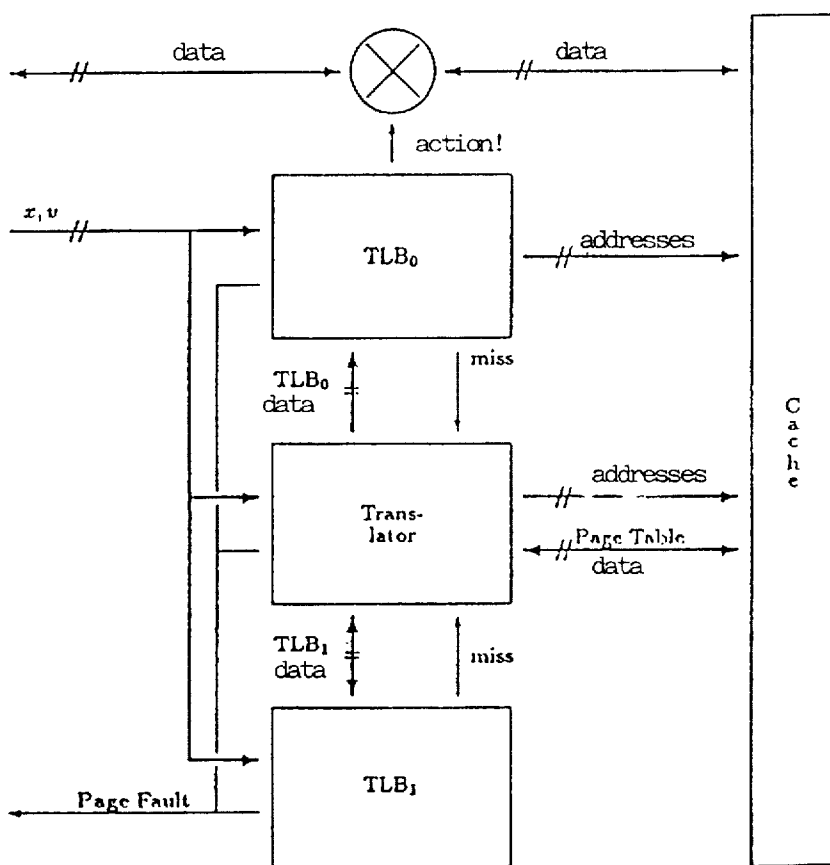 data
data
action!
x, v
TLB₀
addresses
miss
TLB₀
data
Cache
addresses
Trans-
lator
Page Table
data
TLB₁
data
miss
TLB₁
Page Fault